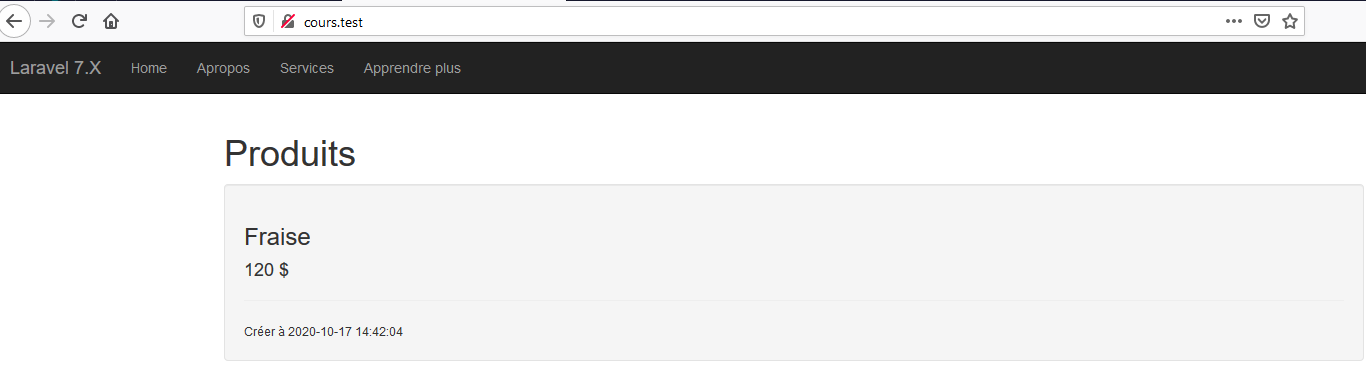 cours.test
Laravel 7.X Home Apropos Services Apprendre plus
Produits
Fraise
120 $
Créer à 2020-10-17 14:42:04